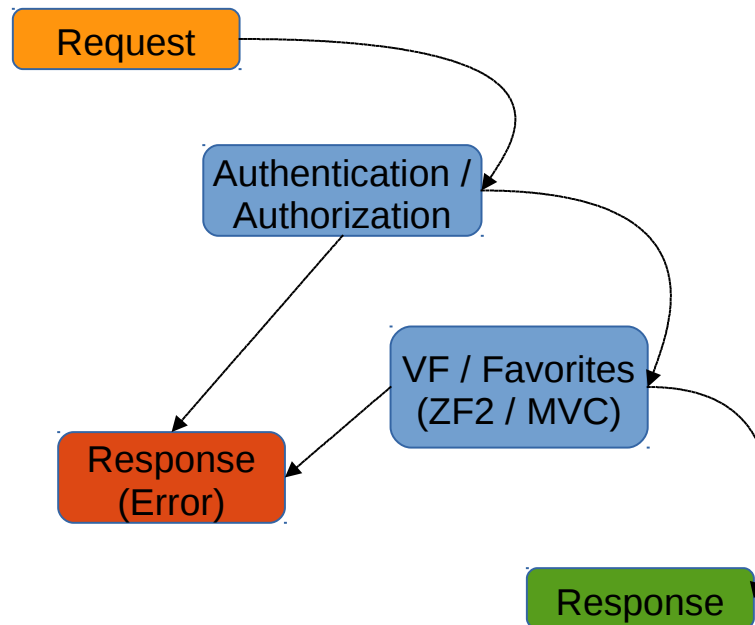 Request
Authentication /
Authorization
VF / Favorites
(ZF2 / MVC)
Response
(Error)
Response